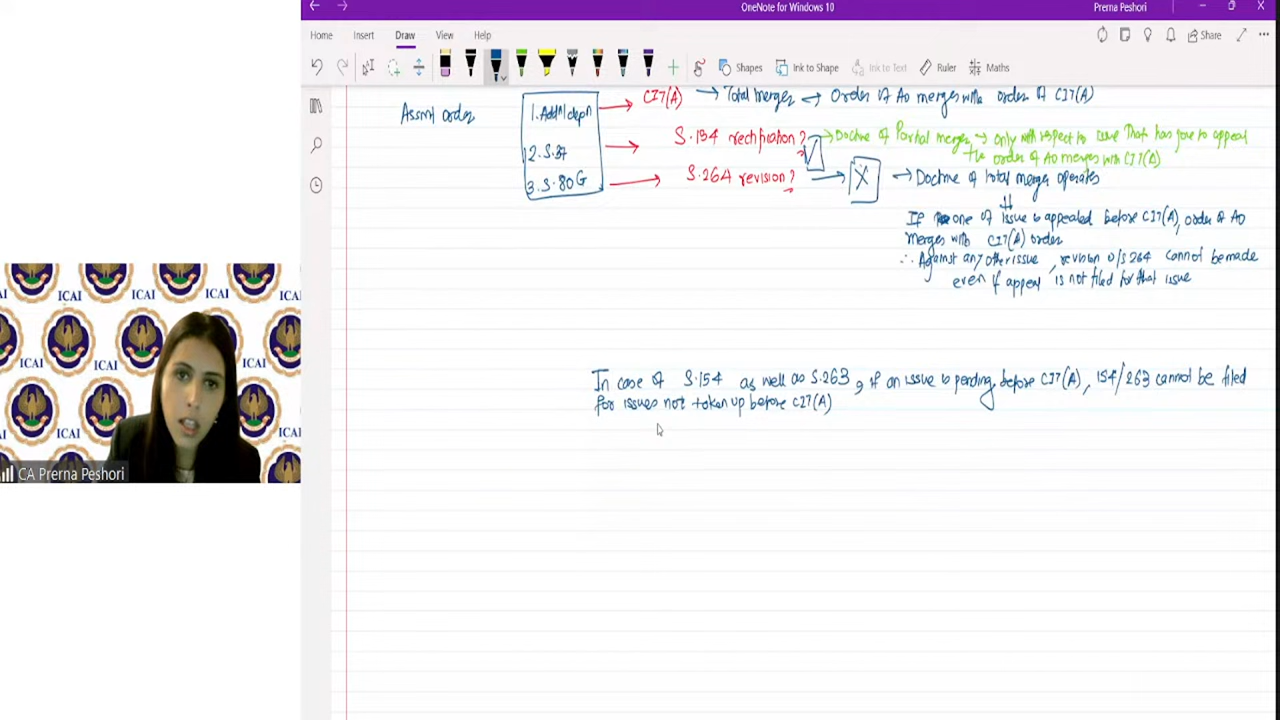 OneNote for Windows 10
Prerna Peshori
Home Insert Draw View Help
Share
Shapes Ink to Shape Ink to Text Ruler Maths
Assmt order
1. Addnl depn → CIT(A) → Total merger → Order of AO merges with order of CIT(A)
2. S.37 → S.154 rectification? → Doctrine of Partial merger → only with respect to issue that has gone to appeal
the order of AO merges with CIT(A)
3. S.80G → S.264 revision? → X → Doctrine of total merger operates
If one of issue is appealed before CIT(A), order of AO
merges with CIT(A) order
∴ Against any other issue, revision u/s 264 cannot be made
even if appeal is not filed for that issue
In case of S.154 as well as S.263, if an issue is pending before CIT(A), 154/263 cannot be filed
for issues not taken up before CIT(A)
ICAI ICAI ICAI
ICAI ICAI
CA Prerna Peshori